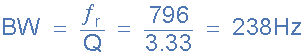 BW = fr/Q = 796/3.33 = 238Hz